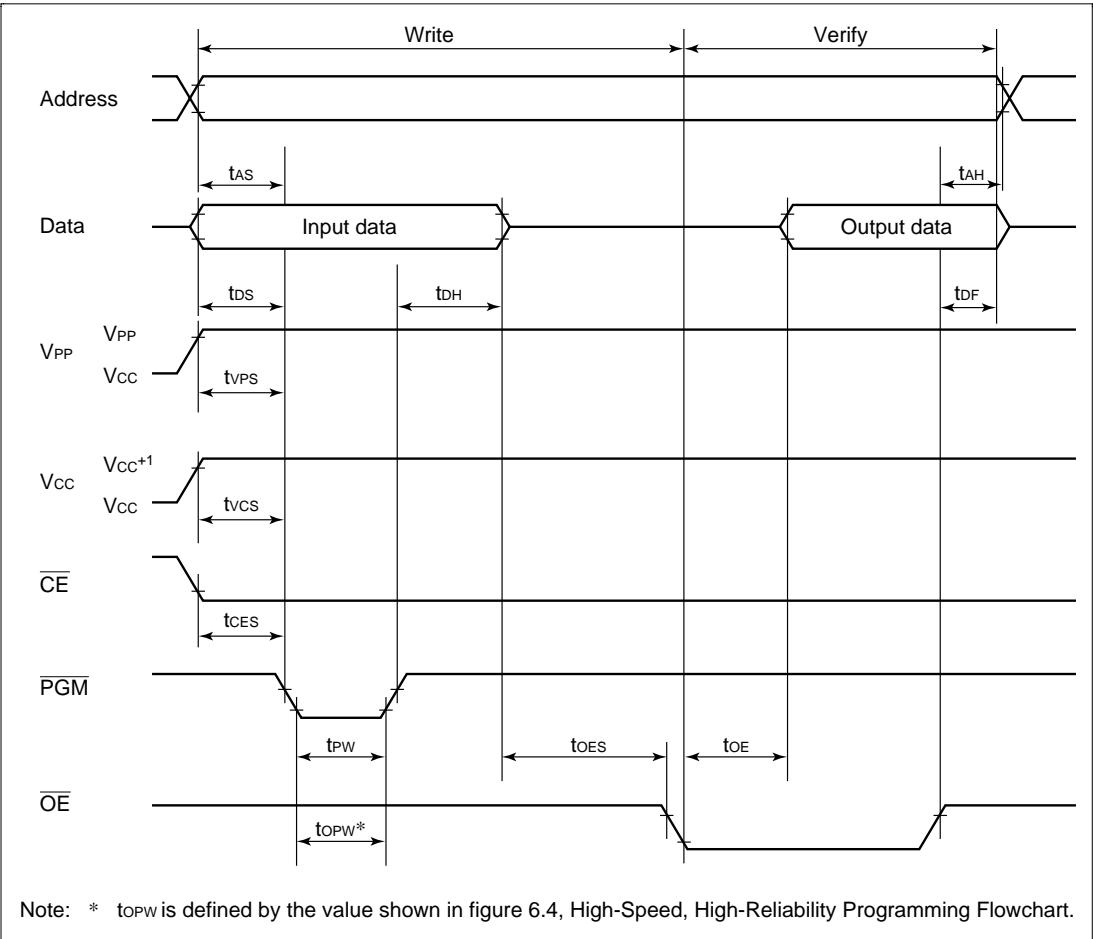 Write Verify
Address
tAS tAH
Data Input data Output data
tDS tDH tDF
VPP VPP
VCC
tVPS
VCC VCC+1
VCC
tVCS
CE
tCES
PGM
tPW tOES tOE
OE
tOPW*
Note: * tOPW is defined by the value shown in figure 6.4, High-Speed, High-Reliability Programming Flowchart.